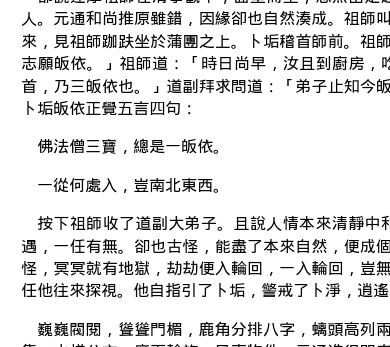 人。元通和尚推原雖錯，因緣卻也自然湊成。祖師叫
來，見祖師跏趺坐於蒲團之上。卜垢稽首師前。祖師
志願皈依。」祖師道：「時日尚早，汝且到廚房，吃
首，乃三皈依也。」道副拜求問道：「弟子止知今皈
卜垢皈依正覺五言四句：
佛法僧三寶，總是一皈依。
一從何處入，豈南北東西。
按下祖師收了道副大弟子。且說人情本來清靜中和
遇，一任有無。卻也古怪，能盡了本來自然，便成個
怪，冥冥就有地獄，劫劫便入輪回，一入輪回，豈無
任他往來探視。他自指引了卜垢，警戒了卜淨，逍遙
巍巍閥閱，聳聳門楣，鹿角分排八字，螭頭高列兩